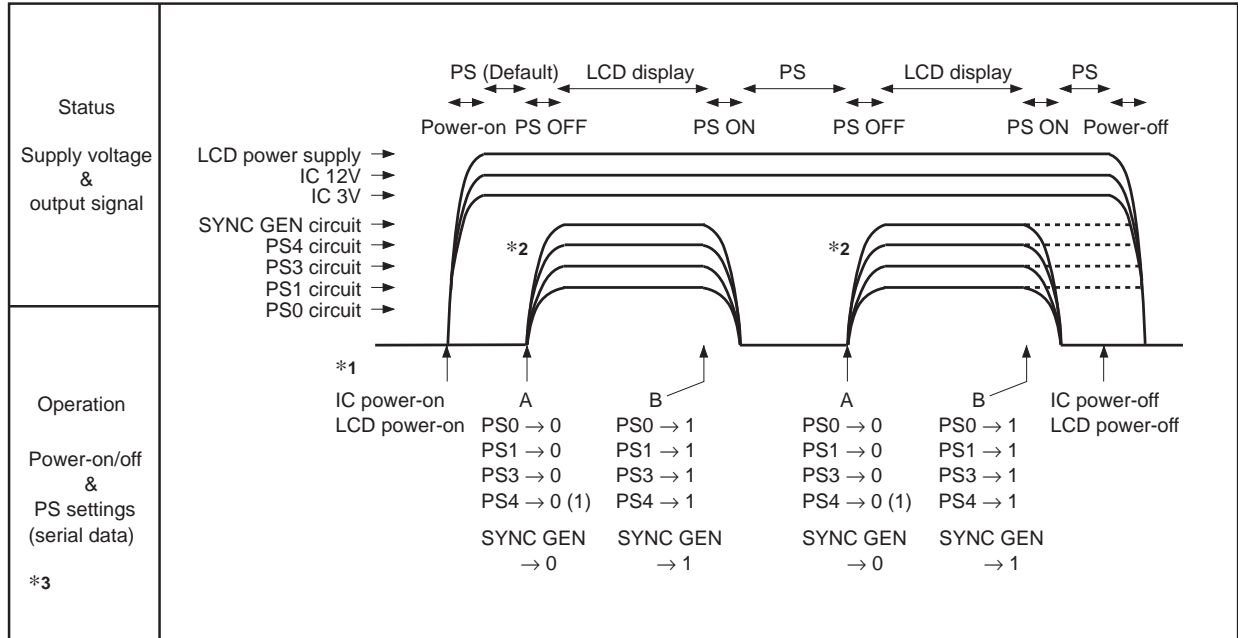 Status
Supply voltage
&
output signal
PS (Default) LCD display PS LCD display PS
Power-on PS OFF PS ON PS OFF PS ON Power-off
LCD power supply →
IC 12V →
IC 3V →
SYNC GEN circuit →
PS4 circuit →
PS3 circuit →
PS1 circuit →
PS0 circuit →
*2 *2
*1
Operation
Power-on/off
&
PS settings
(serial data)
*3
IC power-on
LCD power-on
A
PS0 → 0
PS1 → 0
PS3 → 0
PS4 → 0 (1)
SYNC GEN
→ 0
B
PS0 → 1
PS1 → 1
PS3 → 1
PS4 → 1
SYNC GEN
→ 1
A
PS0 → 0
PS1 → 0
PS3 → 0
PS4 → 0 (1)
SYNC GEN
→ 0
B
PS0 → 1
PS1 → 1
PS3 → 1
PS4 → 1
SYNC GEN
→ 1
IC power-off
LCD power-off